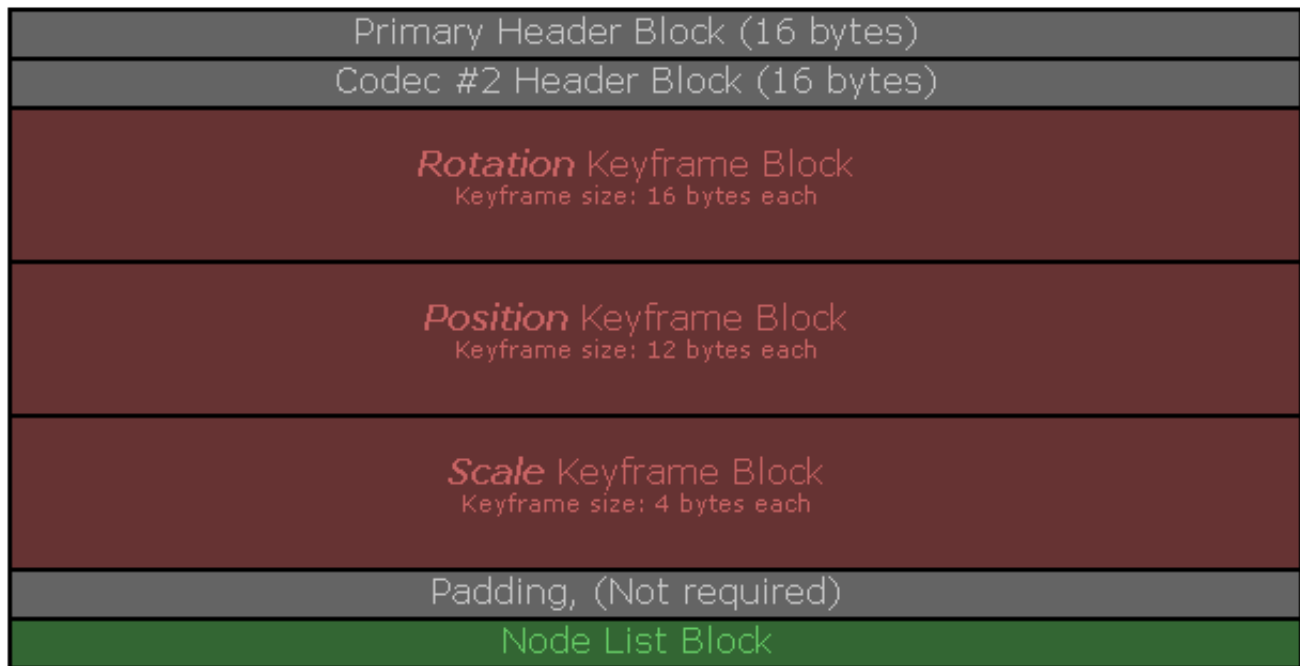 Primary Header Block (16 bytes)
Codec #2 Header Block (16 bytes)
Rotation Keyframe Block
Keyframe size: 16 bytes each
Position Keyframe Block
Keyframe size: 12 bytes each
Scale Keyframe Block
Keyframe size: 4 bytes each
Padding, (Not required)
Node List Block